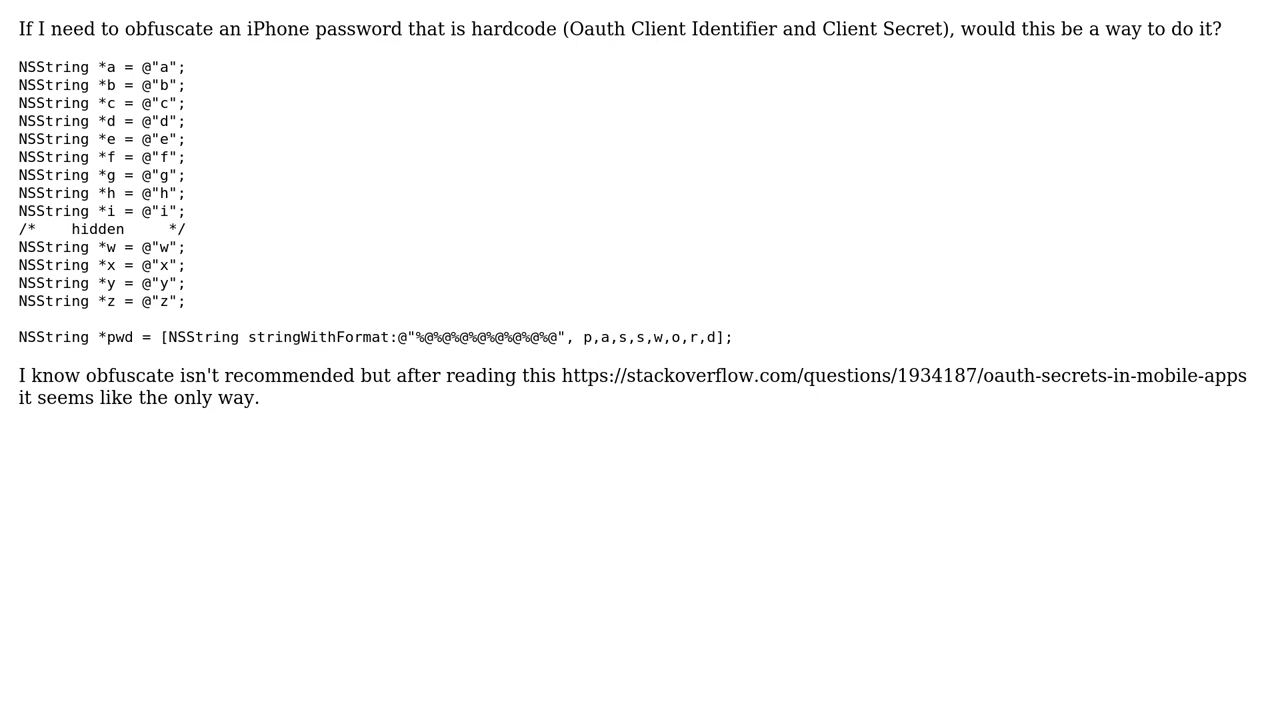 If I need to obfuscate an iPhone password that is hardcode (Oauth Client Identifier and Client Secret), would this be a way to do it?
NSString *a = @"a";
NSString *b = @"b";
NSString *c = @"c";
NSString *d = @"d";
NSString *e = @"e";
NSString *f = @"f";
NSString *g = @"g";
NSString *h = @"h";
NSString *i = @"i";
/*    hidden     */
NSString *w = @"w";
NSString *x = @"x";
NSString *y = @"y";
NSString *z = @"z";
NSString *pwd = [NSString stringWithFormat:@"%@%@%@%@%@%@%@%@", p,a,s,s,w,o,r,d];
I know obfuscate isn't recommended but after reading this https://stackoverflow.com/questions/1934187/oauth-secrets-in-mobile-apps
it seems like the only way.